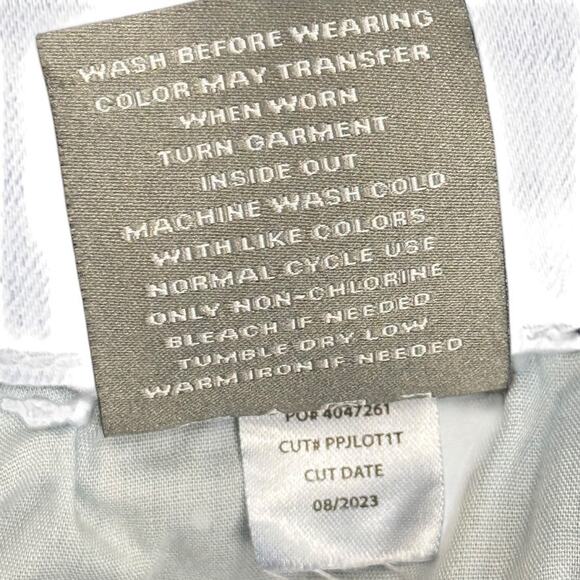 WASH BEFORE WEARING
COLOR MAY TRANSFER
WHEN WORN
TURN GARMENT
INSIDE OUT
MACHINE WASH COLD
WITH LIKE COLORS
NORMAL CYCLE USE
ONLY NON-CHLORINE
BLEACH IF NEEDED
TUMBLE DRY LOW
WARM IRON IF NEEDED
PO# 4047261
CUT# PPJLOT1T
CUT DATE
08/2023